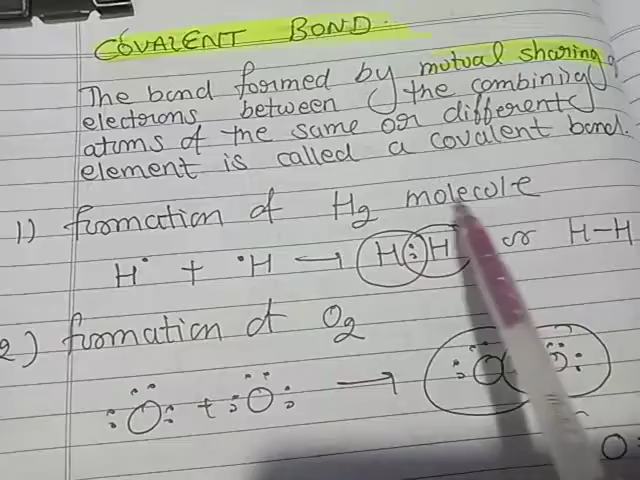 COVALENT BOND
The bond formed by mutual sharing of
electrons between the combining
atoms of the same or different
element is called a covalent bond.
1) formation of H2 molecule
H• + •H → H:H or H-H
2) formation of O2
:Ö: + :Ö: → :O Ö:
O